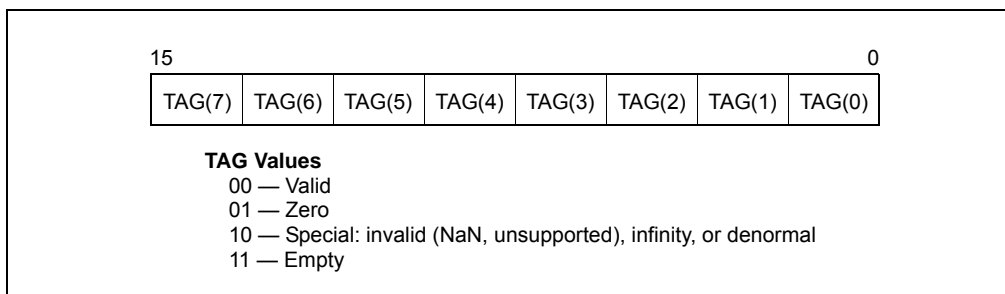 15 0
TAG(7) TAG(6) TAG(5) TAG(4) TAG(3) TAG(2) TAG(1) TAG(0)
TAG Values
00 — Valid
01 — Zero
10 — Special: invalid (NaN, unsupported), infinity, or denormal
11 — Empty